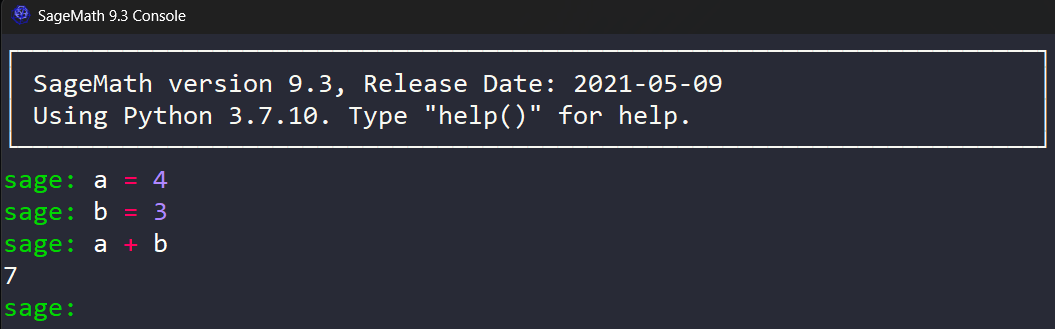 SageMath 9.3 Console
SageMath version 9.3, Release Date: 2021-05-09
Using Python 3.7.10. Type "help()" for help.
sage: a = 4
sage: b = 3
sage: a + b
7
sage: